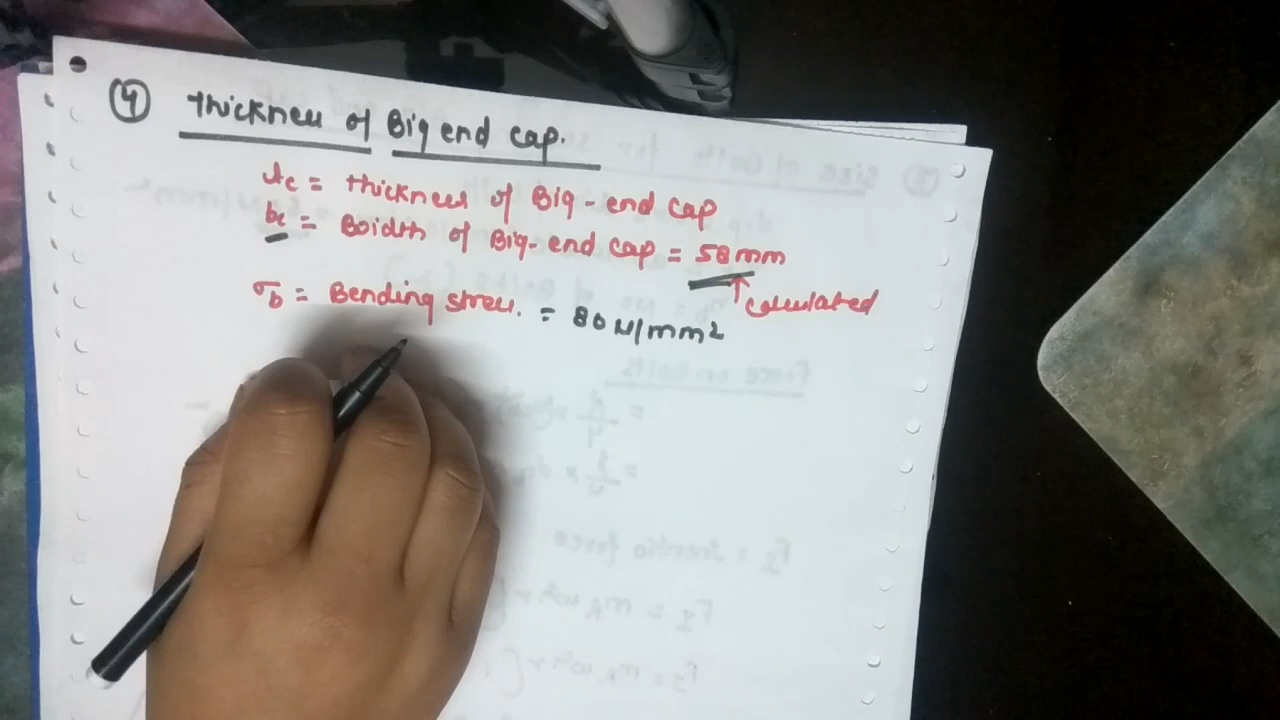 ④ Thickness of Big end cap.
tc = Thickness of Big-end cap
bc = Boidth of Big-end cap = 58mm
calculated
σb = Bending stress. = 80 N/mm2